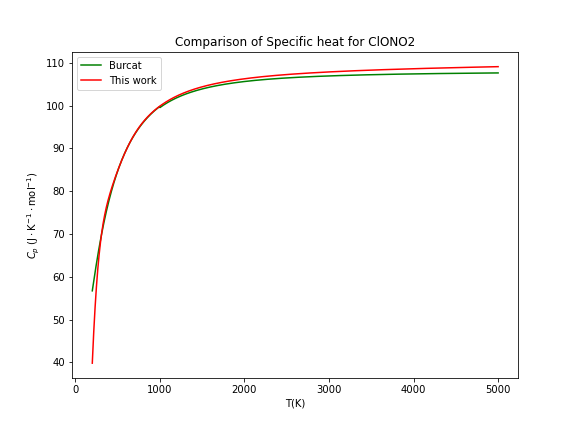 Comparison of Specific heat for ClONO2
Burcat
This work
110
100
90
80
70
60
50
40
C_p (J · K⁻¹ · mol⁻¹)
0 1000 2000 3000 4000 5000
T(K)